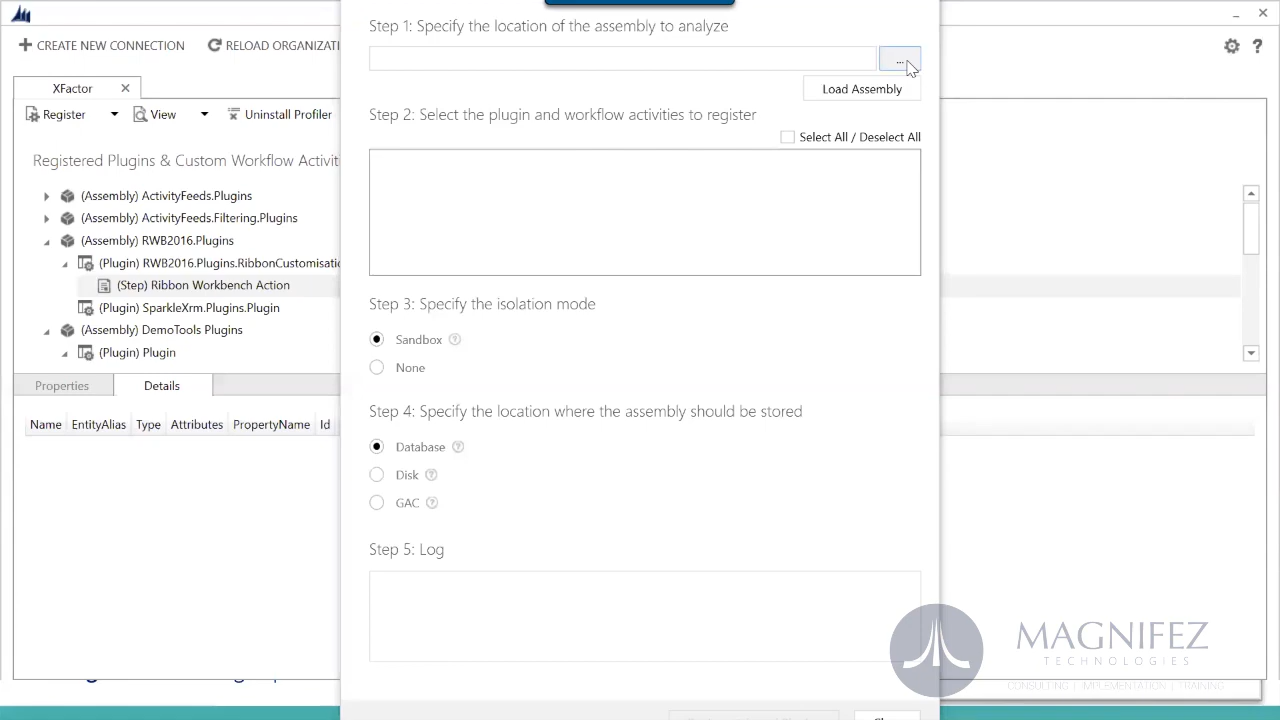 CREATE NEW CONNECTION
RELOAD ORGANIZATI
?
XFactor
Register
View
Uninstall Profiler
Registered Plugins & Custom Workflow Activit
(Assembly) ActivityFeeds.Plugins
(Assembly) ActivityFeeds.Filtering.Plugins
(Assembly) RWB2016.Plugins
(Plugin) RWB2016.Plugins.RibbonCustomisatio
(Step) Ribbon Workbench Action
(Plugin) SparkleXrm.Plugins.Plugin
(Assembly) DemoTools Plugins
(Plugin) Plugin
Properties
Details
Name EntityAlias Type Attributes PropertyName Id
Step 1: Specify the location of the assembly to analyze
...
Load Assembly
Step 2: Select the plugin and workflow activities to register
Select All / Deselect All
Step 3: Specify the isolation mode
Sandbox ?
None
Step 4: Specify the location where the assembly should be stored
Database ?
Disk ?
GAC ?
Step 5: Log
MAGNIFEZ
TECHNOLOGIES
CONSULTING | IMPLEMENTATION | TRAINING